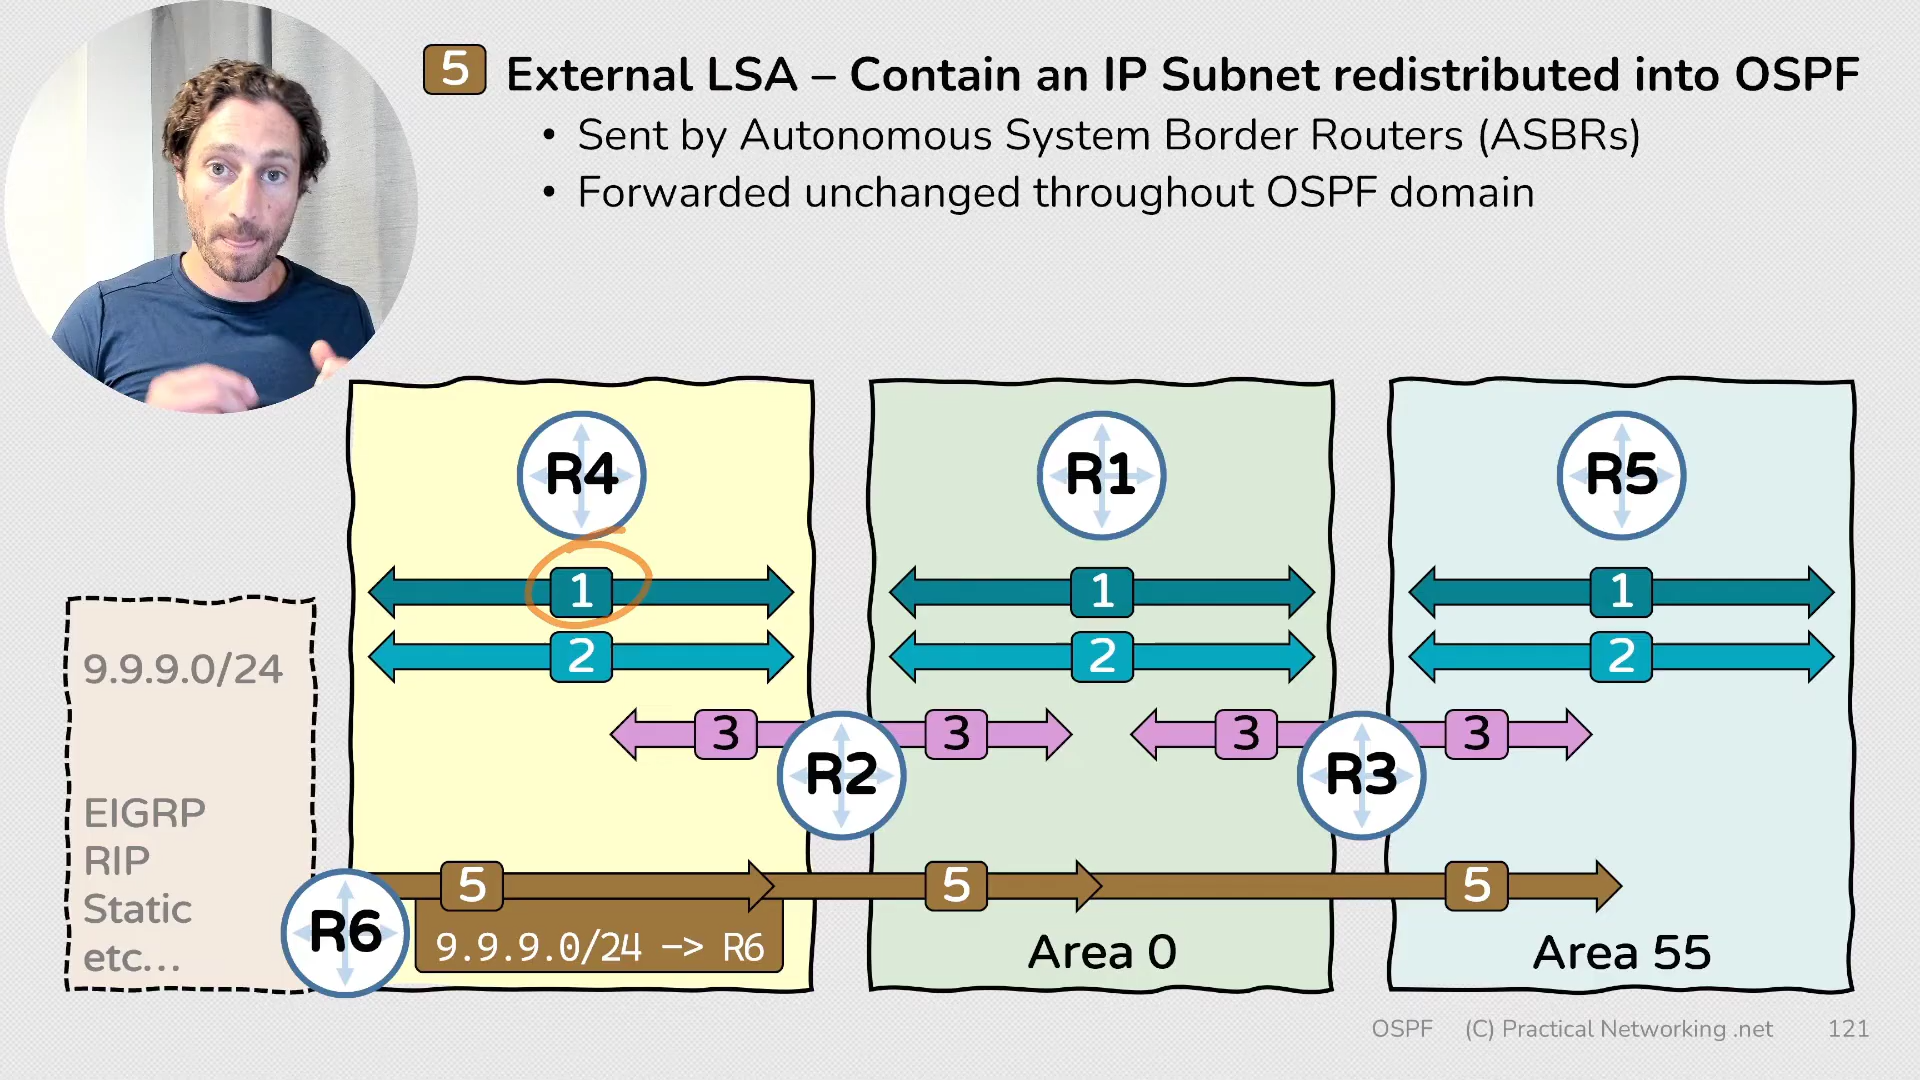 5 External LSA – Contain an IP Subnet redistributed into OSPF
• Sent by Autonomous System Border Routers (ASBRs)
• Forwarded unchanged throughout OSPF domain
R4 R1 R5
1 1 1
2 2 2
3 3 3 3
R2 R3
9.9.9.0/24
EIGRP
RIP
Static
etc...
5 5 5
R6
9.9.9.0/24 -> R6
Area 0
Area 55
OSPF (C) Practical Networking .net 121